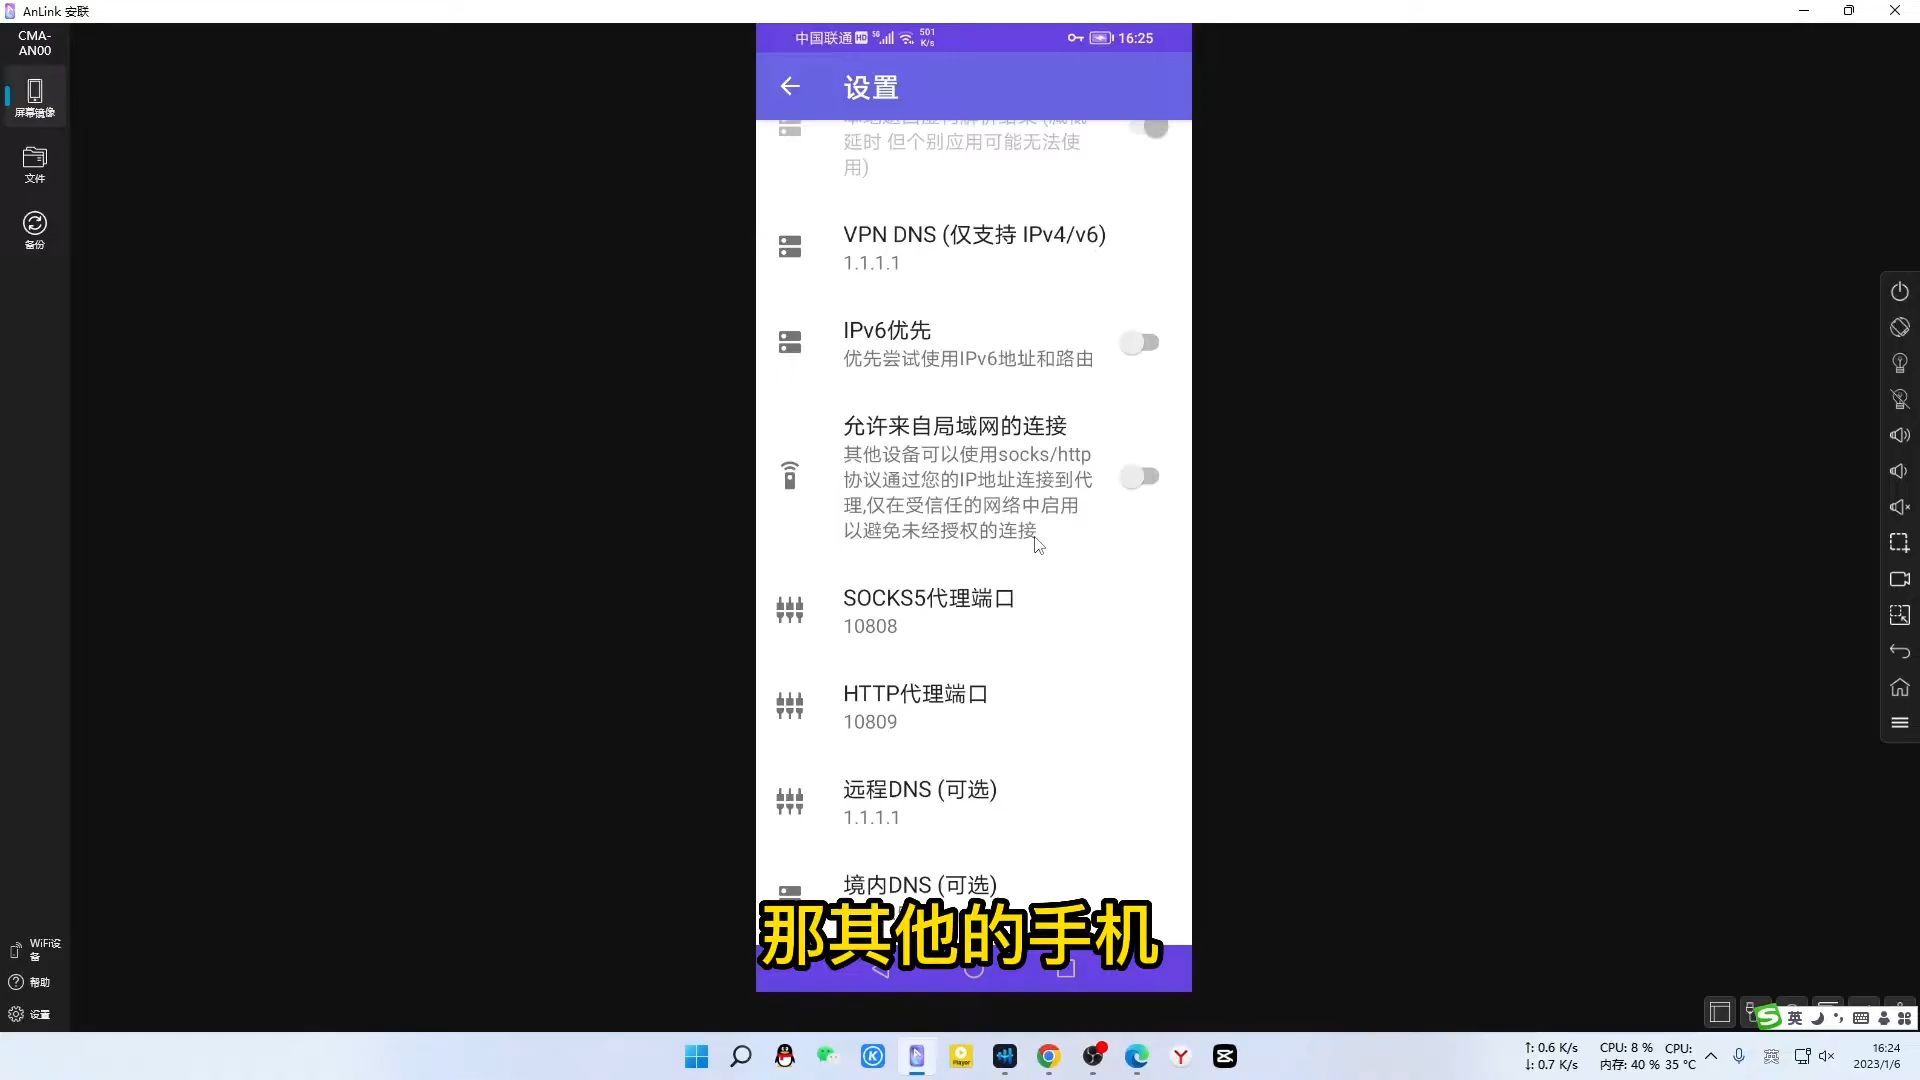 AnLink 安联
CMA-
AN00
屏幕镜像
文件
备份
WiFi设
备
帮助
设置
中国联通 HD 5G 501
K/s
16:25
设置
延时 但个别应用可能无法使
用)
VPN DNS (仅支持 IPv4/v6)
1.1.1.1
IPv6优先
优先尝试使用IPv6地址和路由
允许来自局域网的连接
其他设备可以使用socks/http
协议通过您的IP地址连接到代
理,仅在受信任的网络中启用
以避免未经授权的连接
SOCKS5代理端口
10808
HTTP代理端口
10809
远程DNS (可选)
1.1.1.1
境内DNS (可选)
那其他的手机
英
Player
↑: 0.6 K/s
↓: 0.7 K/s
CPU: 8 % CPU:
内存: 40 % 35 °C
英
16:24
2023/1/6